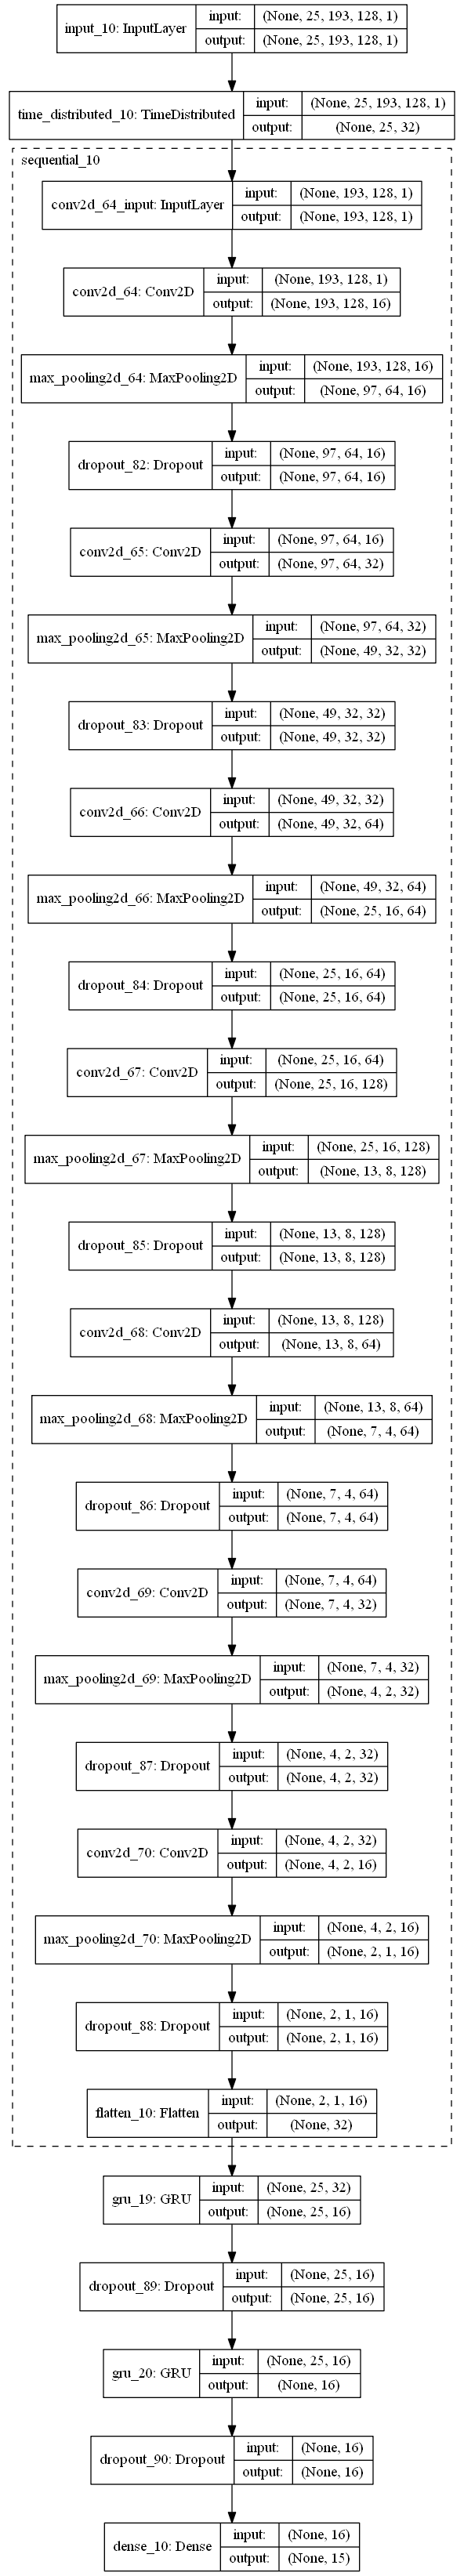 input_10: InputLayer
input: (None, 25, 193, 128, 1)
output: (None, 25, 193, 128, 1)
time_distributed_10: TimeDistributed
input: (None, 25, 193, 128, 1)
output: (None, 25, 32)
sequential_10
conv2d_64_input: InputLayer
input: (None, 193, 128, 1)
output: (None, 193, 128, 1)
conv2d_64: Conv2D
input: (None, 193, 128, 1)
output: (None, 193, 128, 16)
max_pooling2d_64: MaxPooling2D
input: (None, 193, 128, 16)
output: (None, 97, 64, 16)
dropout_82: Dropout
input: (None, 97, 64, 16)
output: (None, 97, 64, 16)
conv2d_65: Conv2D
input: (None, 97, 64, 16)
output: (None, 97, 64, 32)
max_pooling2d_65: MaxPooling2D
input: (None, 97, 64, 32)
output: (None, 49, 32, 32)
dropout_83: Dropout
input: (None, 49, 32, 32)
output: (None, 49, 32, 32)
conv2d_66: Conv2D
input: (None, 49, 32, 32)
output: (None, 49, 32, 64)
max_pooling2d_66: MaxPooling2D
input: (None, 49, 32, 64)
output: (None, 25, 16, 64)
dropout_84: Dropout
input: (None, 25, 16, 64)
output: (None, 25, 16, 64)
conv2d_67: Conv2D
input: (None, 25, 16, 64)
output: (None, 25, 16, 128)
max_pooling2d_67: MaxPooling2D
input: (None, 25, 16, 128)
output: (None, 13, 8, 128)
dropout_85: Dropout
input: (None, 13, 8, 128)
output: (None, 13, 8, 128)
conv2d_68: Conv2D
input: (None, 13, 8, 128)
output: (None, 13, 8, 64)
max_pooling2d_68: MaxPooling2D
input: (None, 13, 8, 64)
output: (None, 7, 4, 64)
dropout_86: Dropout
input: (None, 7, 4, 64)
output: (None, 7, 4, 64)
conv2d_69: Conv2D
input: (None, 7, 4, 64)
output: (None, 7, 4, 32)
max_pooling2d_69: MaxPooling2D
input: (None, 7, 4, 32)
output: (None, 4, 2, 32)
dropout_87: Dropout
input: (None, 4, 2, 32)
output: (None, 4, 2, 32)
conv2d_70: Conv2D
input: (None, 4, 2, 32)
output: (None, 4, 2, 16)
max_pooling2d_70: MaxPooling2D
input: (None, 4, 2, 16)
output: (None, 2, 1, 16)
dropout_88: Dropout
input: (None, 2, 1, 16)
output: (None, 2, 1, 16)
flatten_10: Flatten
input: (None, 2, 1, 16)
output: (None, 32)
gru_19: GRU
input: (None, 25, 32)
output: (None, 25, 16)
dropout_89: Dropout
input: (None, 25, 16)
output: (None, 25, 16)
gru_20: GRU
input: (None, 25, 16)
output: (None, 16)
dropout_90: Dropout
input: (None, 16)
output: (None, 16)
dense_10: Dense
input: (None, 16)
output: (None, 15)